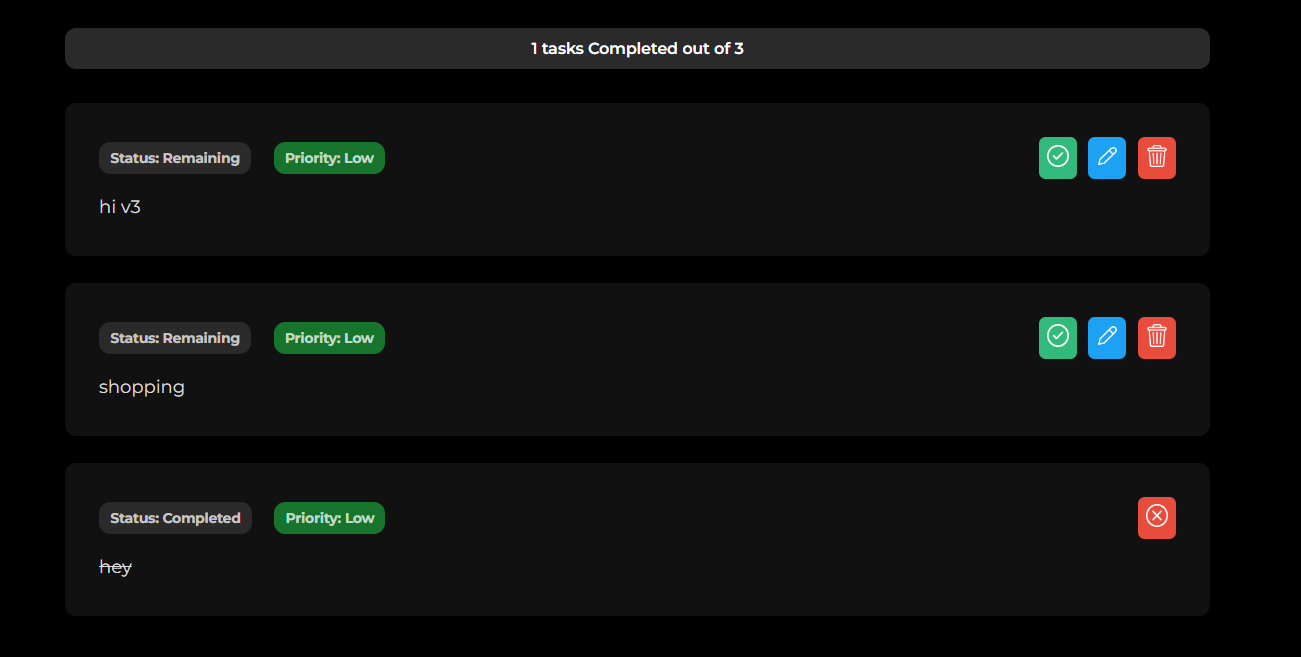 1 tasks Completed out of 3
Status: Remaining Priority: Low
hi v3
Status: Remaining Priority: Low
shopping
Status: Completed Priority: Low
hey